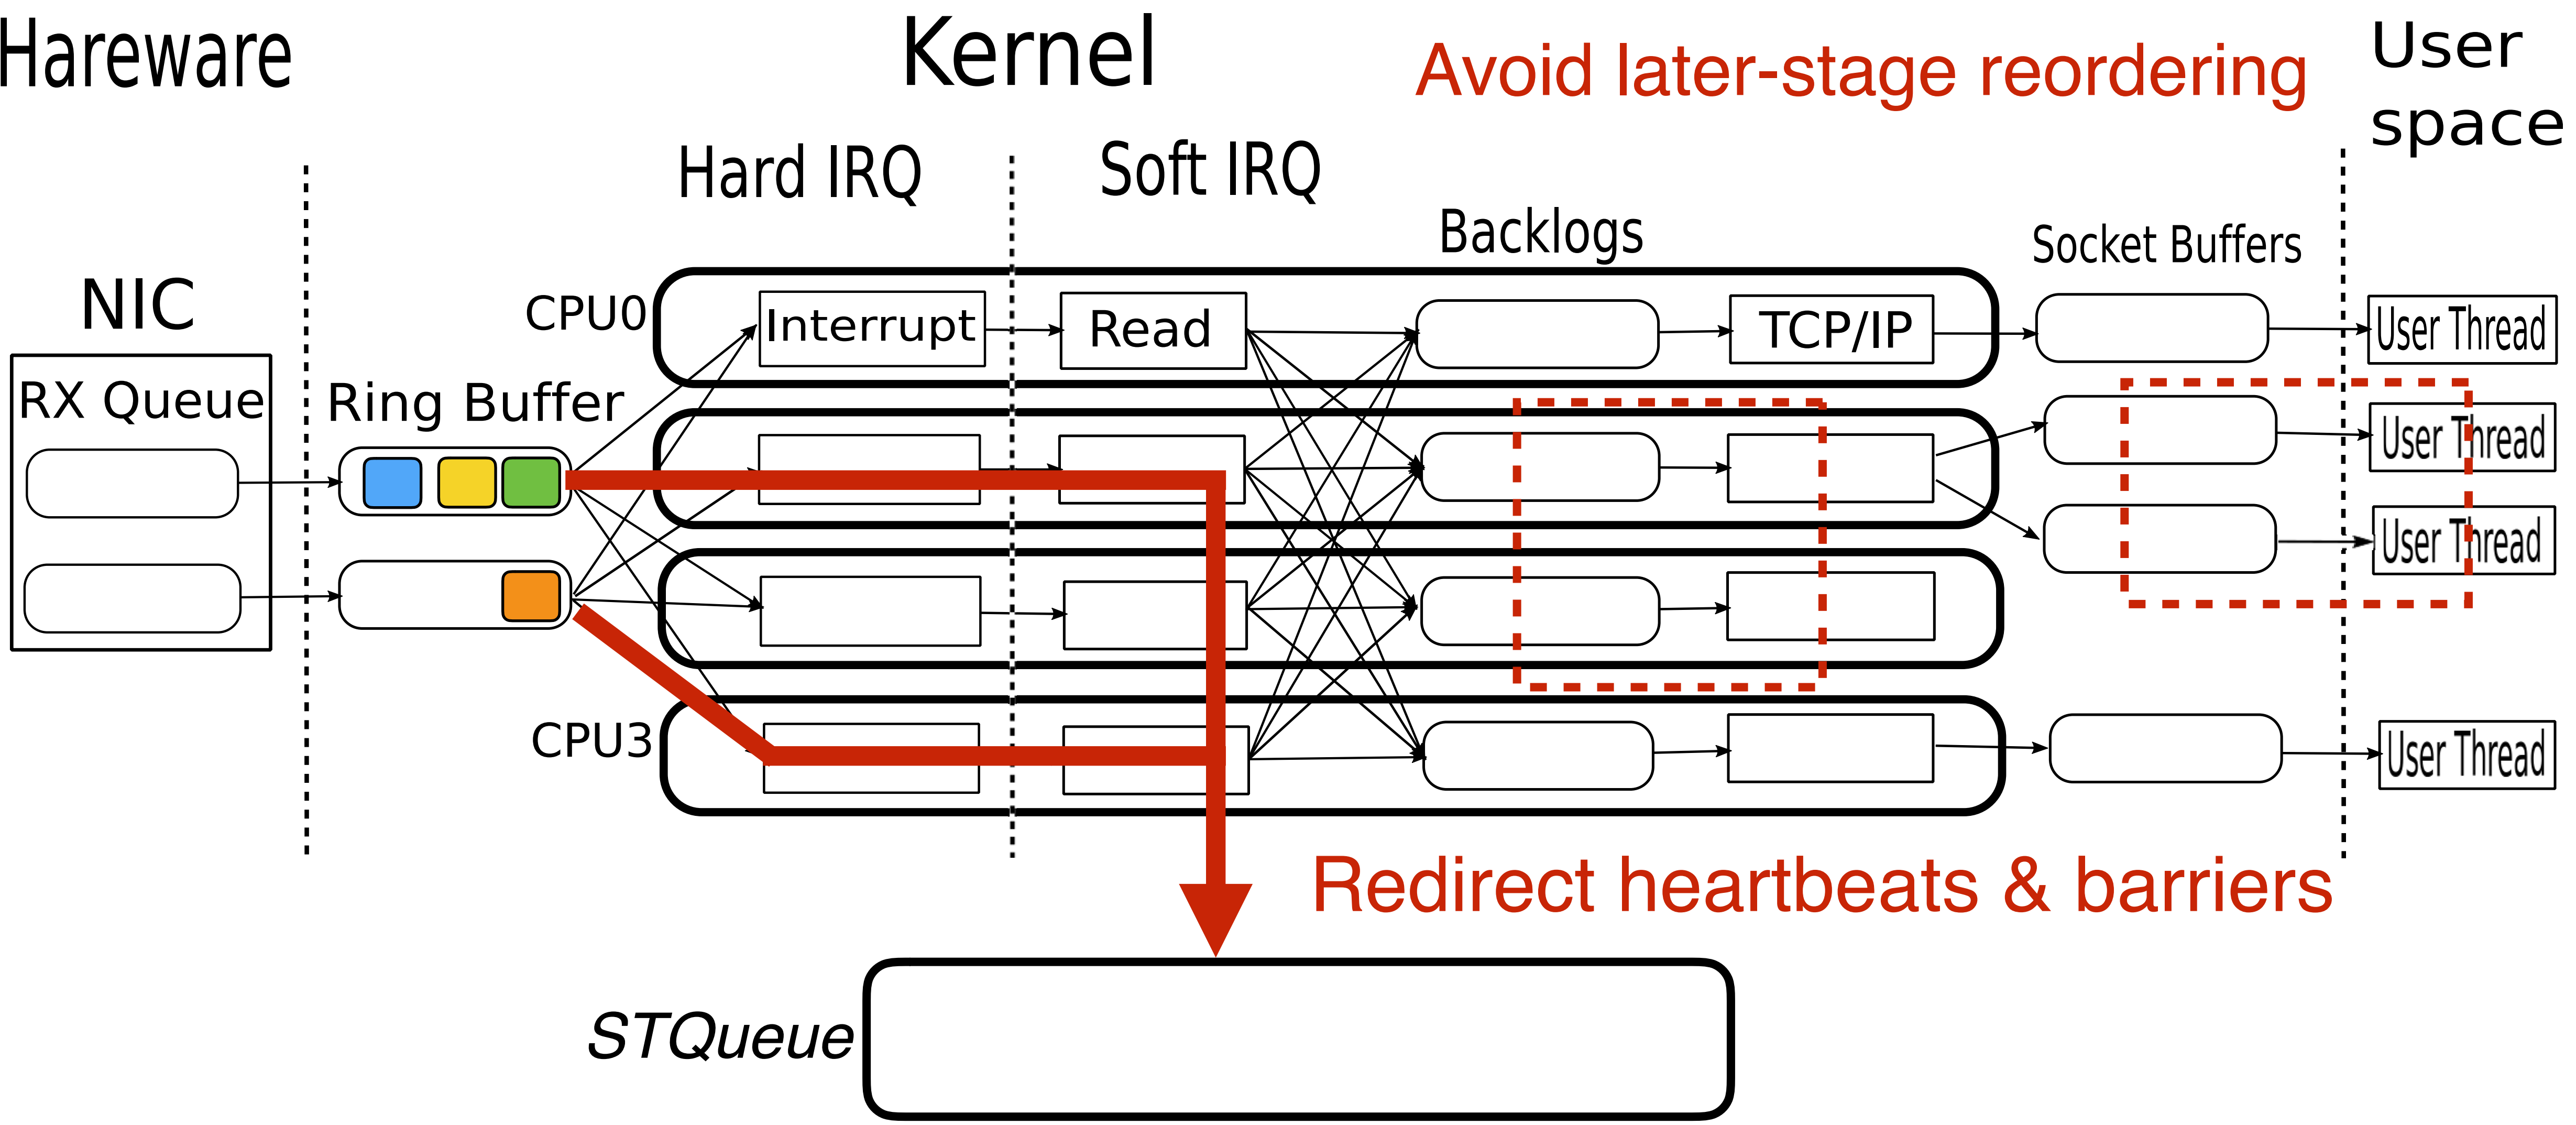 Hareware
Kernel
Avoid later-stage reordering
User
space
Hard IRQ
Soft IRQ
Backlogs
Socket Buffers
NIC
CPU0
Interrupt
Read
TCP/IP
User Thread
RX Queue
Ring Buffer
User Thread
User Thread
CPU3
User Thread
Redirect heartbeats & barriers
STQueue